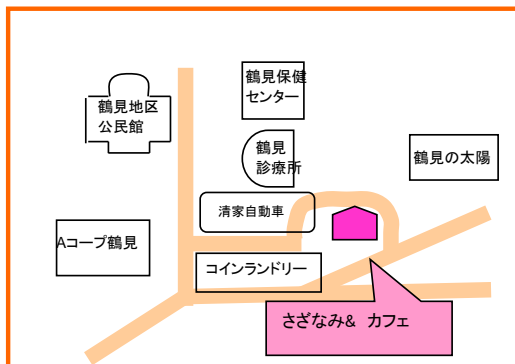 鶴見保健
センター
鶴見地区
公民館
鶴見
診療所
鶴見の太陽
清家自動車
Aコープ鶴見
コインランドリー
さざなみ& カフェ